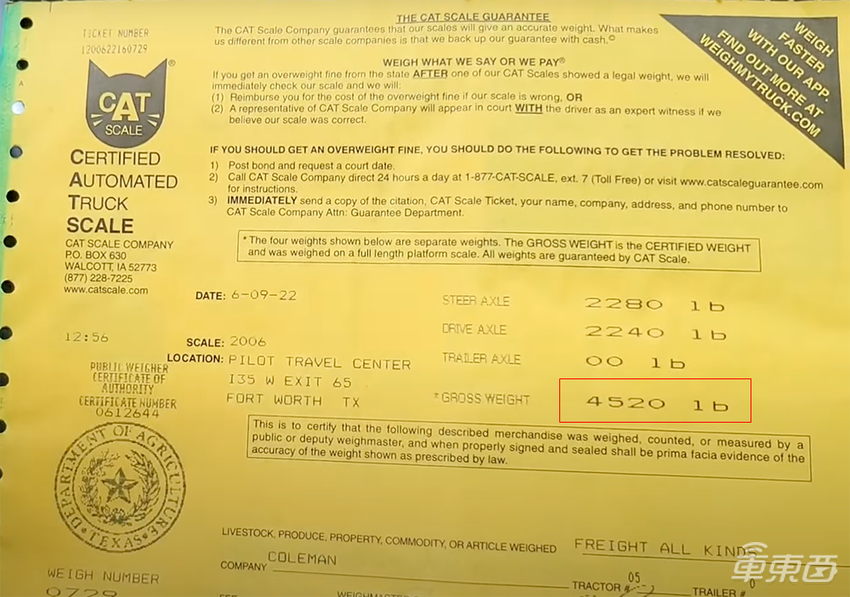 TICKET NUMBER
1200622160729
CAT
SCALE
®
CERTIFIED
AUTOMATED
TRUCK
SCALE
CAT SCALE COMPANY
P.O. BOX 630
WALCOTT, IA 52773
(877) 228-7225
www.catscale.com
THE CAT SCALE GUARANTEE
The CAT Scale Company guarantees that our scales will give an accurate weight. What makes
us different from other scale companies is that we back up our guarantee with cash.©
WEIGH WHAT WE SAY OR WE PAY®
If you get an overweight fine from the state AFTER one of our CAT Scales showed a legal weight, we will
immediately check our scale and we will:
(1) Reimburse you for the cost of the overweight fine if our scale is wrong, OR
(2) A representative of CAT Scale Company will appear in court WITH the driver as an expert witness if we
believe our scale was correct.
WEIGH
FASTER
WITH OUR APP.
FIND OUT MORE AT
WEIGHMYTRUCK.COM
IF YOU SHOULD GET AN OVERWEIGHT FINE, YOU SHOULD DO THE FOLLOWING TO GET THE PROBLEM RESOLVED:
1) Post bond and request a court date.
2) Call CAT Scale Company direct 24 hours a day at 1-877-CAT-SCALE, ext. 7 (Toll Free) or visit www.catscaleguarantee.com
for instructions.
3) IMMEDIATELY send a copy of the citation, CAT Scale Ticket, your name, company, address, and phone number to
CAT Scale Company Attn: Guarantee Department.
*The four weights shown below are separate weights. The GROSS WEIGHT is the CERTIFIED WEIGHT
and was weighed on a full length platform scale. All weights are guaranteed by CAT Scale.
DATE: 6-09-22
STEER AXLE 2280 lb
DRIVE AXLE 2240 lb
12:56
SCALE: 2006
TRAILER AXLE 00 lb
LOCATION: PILOT TRAVEL CENTER
I35 W EXIT 65
*GROSS WEIGHT 4520 lb
FORT WORTH TX
PUBLIC WEIGHER
CERTIFICATE OF
AUTHORITY
CERTIFICATE NUMBER
0612644
This is to certify that the following described merchandise was weighed, counted, or measured by a
public or deputy weighmaster, and when properly signed and sealed shall be prima facia evidence of the
accuracy of the weight shown as prescribed by law.
DEPARTMENT OF AGRICULTURE
TEXAS
LIVESTOCK, PRODUCE, PROPERTY, COMMODITY, OR ARTICLE WEIGHED FREIGHT ALL KINDS
COMPANY COLEMAN
TRACTOR # 05
TRAILER # 0
WEIGH NUMBER
0729
FEE
車東西